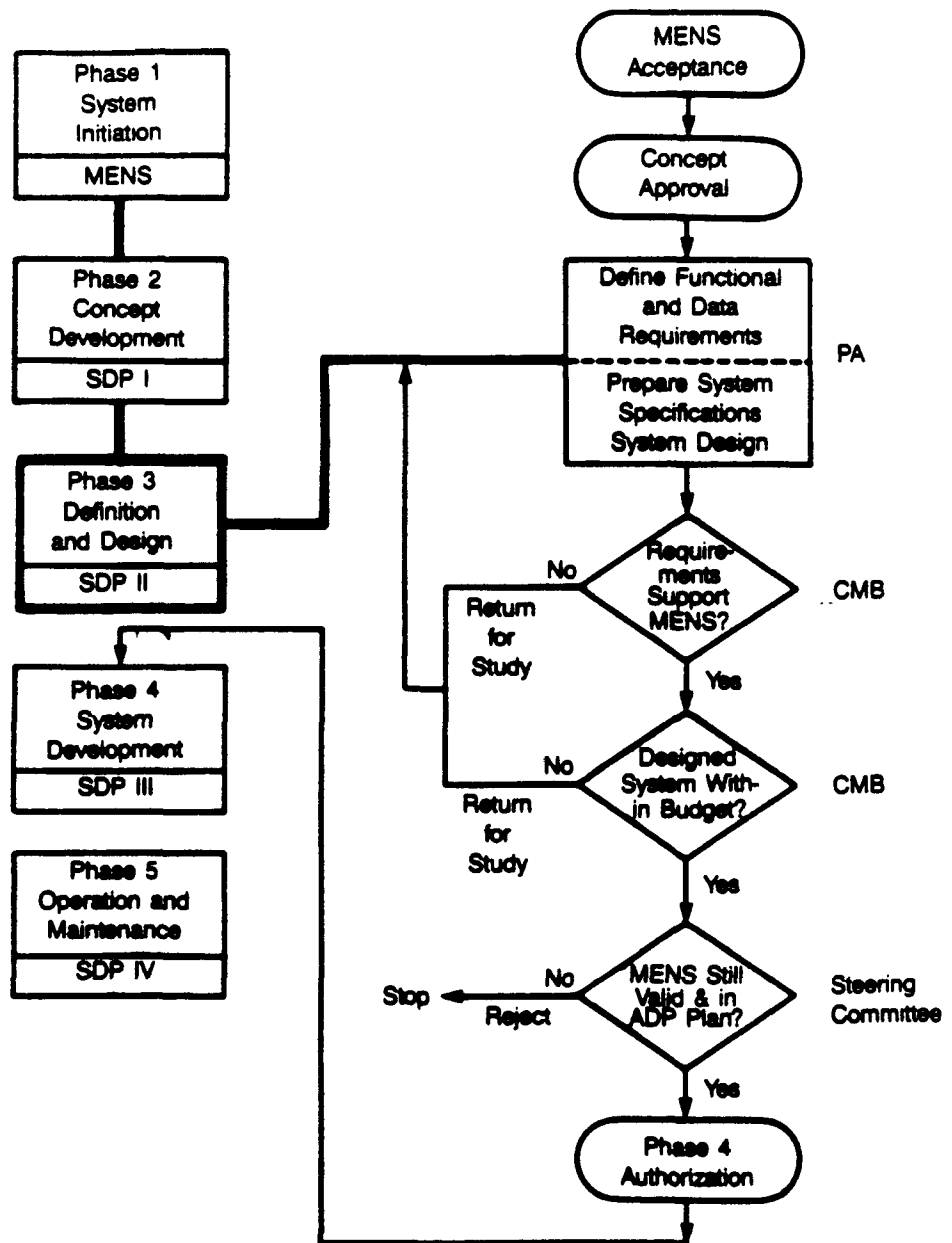 Phase 1
System
Initiation
MENS
Phase 2
Concept
Development
SDP I
Phase 3
Definition
and Design
SDP II
Phase 4
System
Development
SDP III
Phase 5
Operation and
Maintenance
SDP IV
MENS
Acceptance
Concept
Approval
Define Functional
and Data
Requirements
Prepare System
Specifications
System Design
PA
Require-
ments
Support
MENS?
CMB
No
Return
for
Study
Yes
Designed
System With-
in Budget?
CMB
No
Return
for
Study
Yes
MENS Still
Valid & in
ADP Plan?
Steering
Committee
No
Reject
Stop
Yes
Phase 4
Authorization